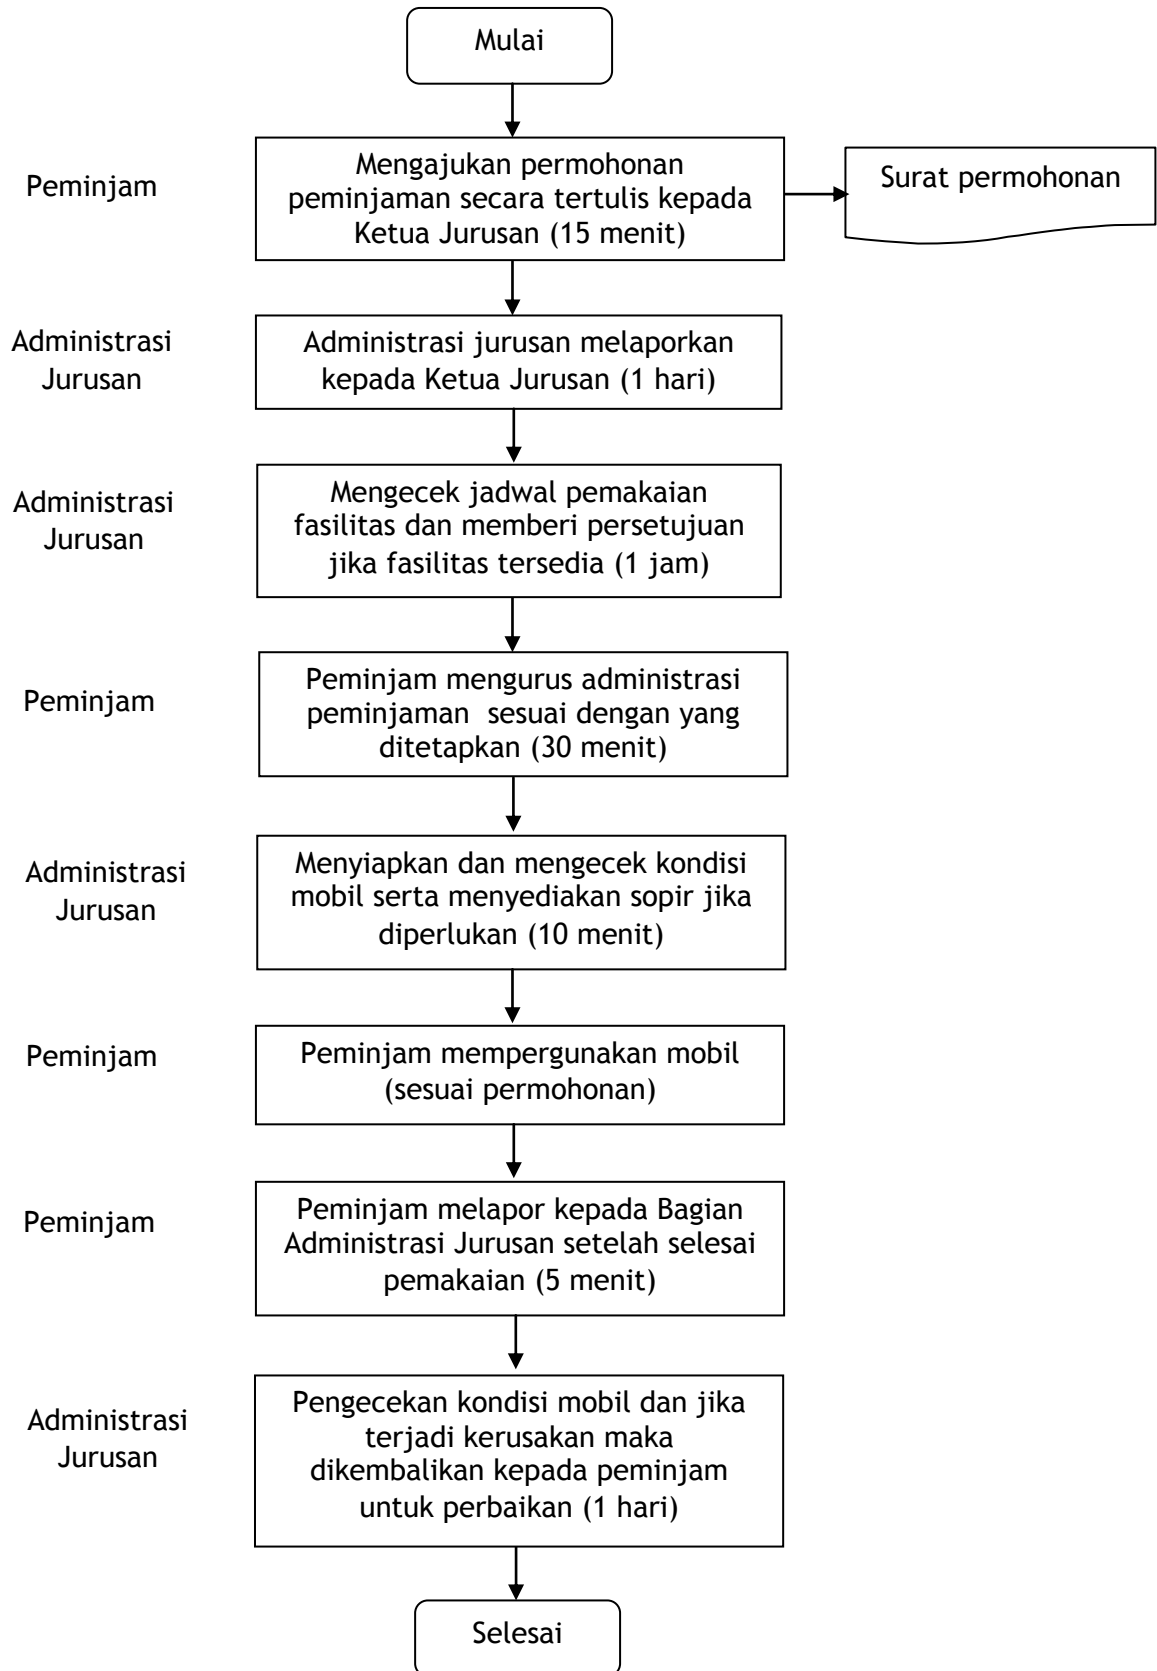 Mulai
Peminjam
Mengajukan permohonan
peminjaman secara tertulis kepada
Ketua Jurusan (15 menit)
Surat permohonan
Administrasi
Jurusan
Administrasi jurusan melaporkan
kepada Ketua Jurusan (1 hari)
Administrasi
Jurusan
Mengecek jadwal pemakaian
fasilitas dan memberi persetujuan
jika fasilitas tersedia (1 jam)
Peminjam
Peminjam mengurus administrasi
peminjaman  sesuai dengan yang
ditetapkan (30 menit)
Administrasi
Jurusan
Menyiapkan dan mengecek kondisi
mobil serta menyediakan sopir jika
diperlukan (10 menit)
Peminjam
Peminjam mempergunakan mobil
(sesuai permohonan)
Peminjam
Peminjam melapor kepada Bagian
Administrasi Jurusan setelah selesai
pemakaian (5 menit)
Administrasi
Jurusan
Pengecekan kondisi mobil dan jika
terjadi kerusakan maka
dikembalikan kepada peminjam
untuk perbaikan (1 hari)
Selesai